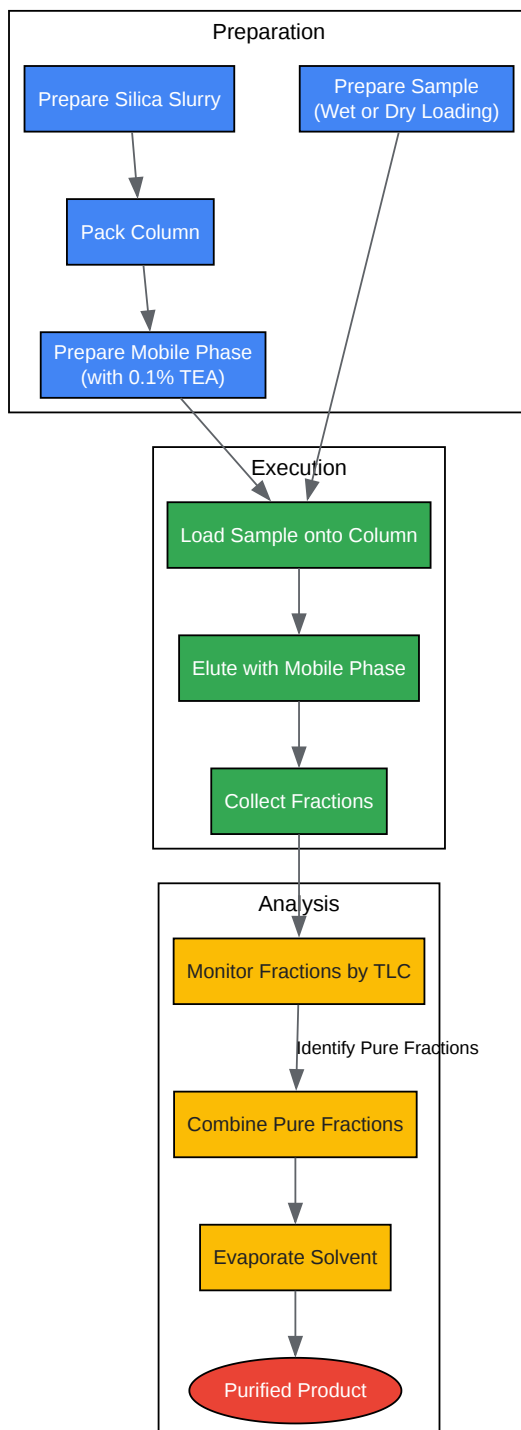 Preparation
Prepare Silica Slurry
Prepare Sample
(Wet or Dry Loading)
Pack Column
Prepare Mobile Phase
(with 0.1% TEA)
Execution
Load Sample onto Column
Elute with Mobile Phase
Collect Fractions
Analysis
Monitor Fractions by TLC
Identify Pure Fractions
Combine Pure Fractions
Evaporate Solvent
Purified Product